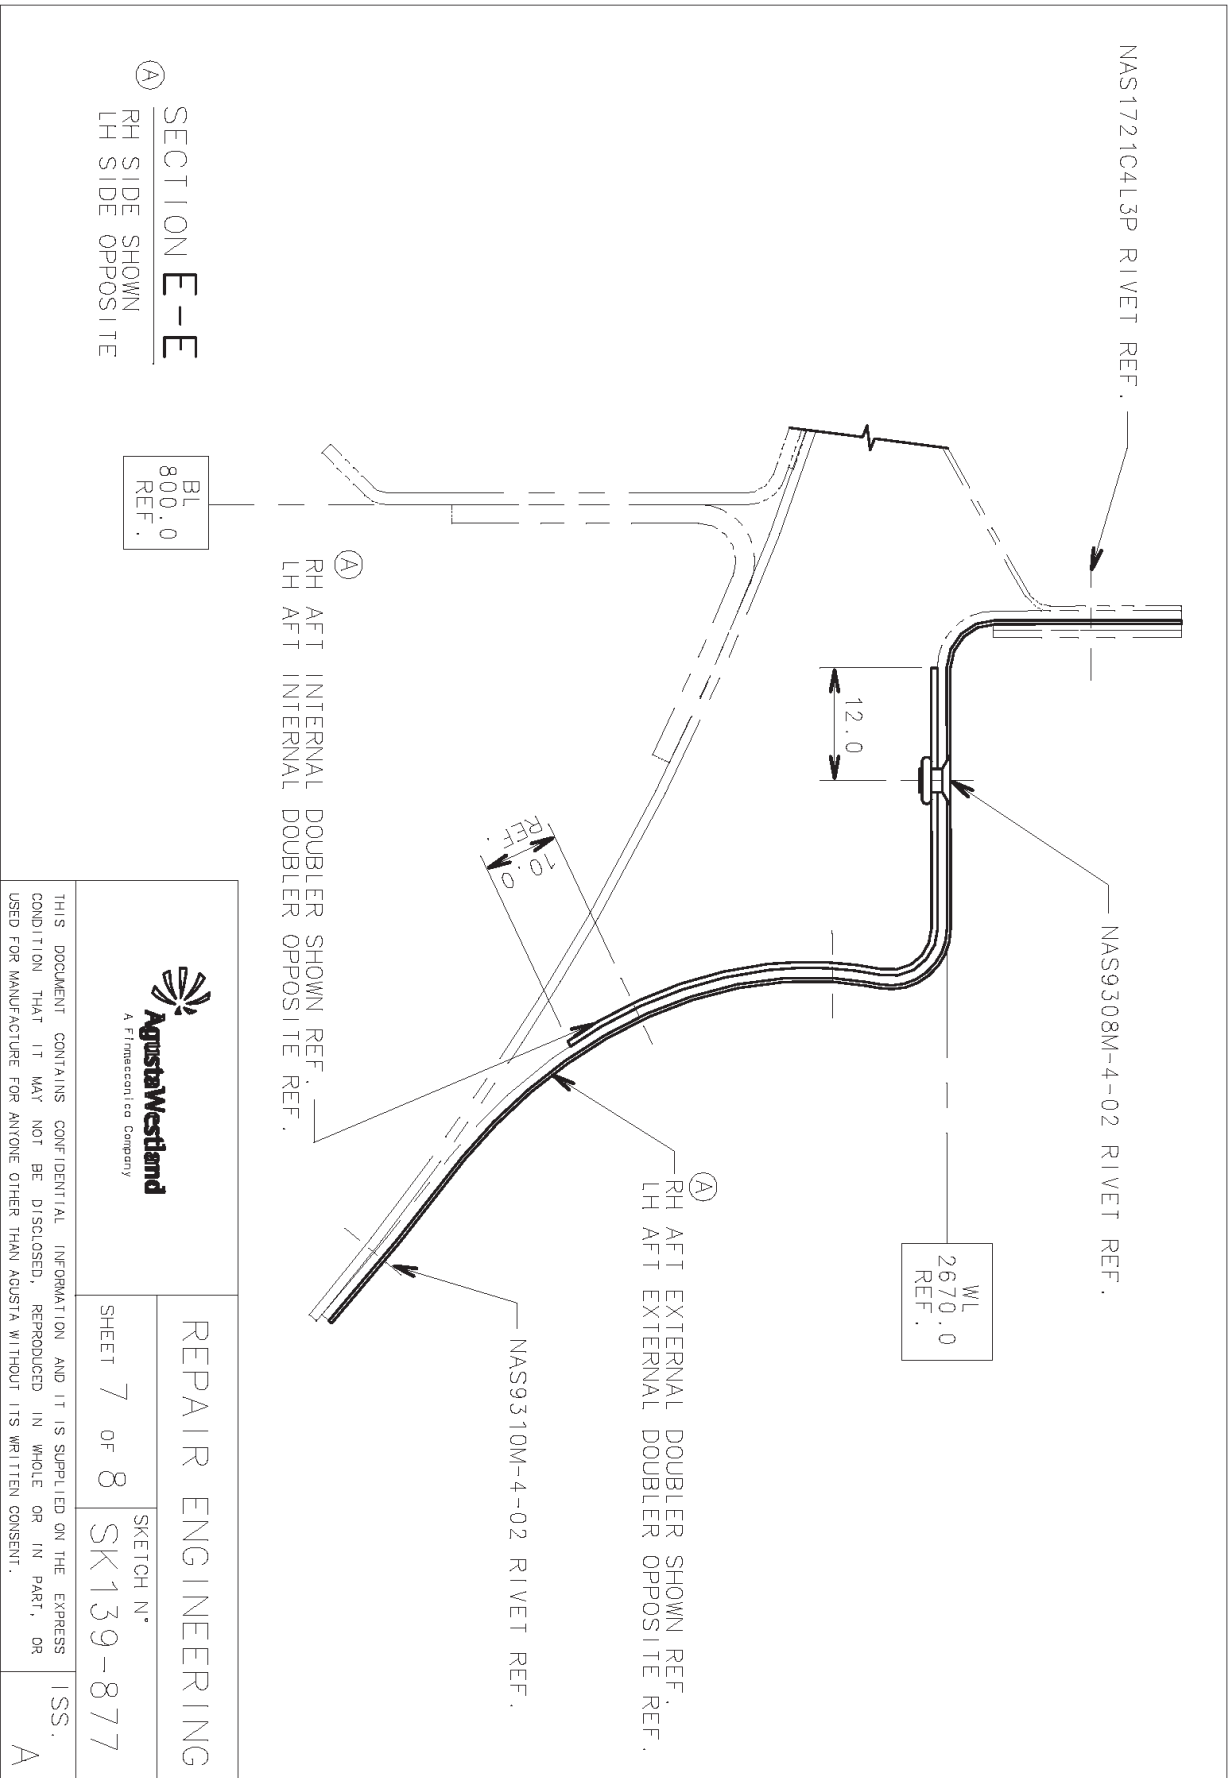 NAS1721C4L3P RIVET REF.
NAS9308M-4-02 RIVET REF.
WL
2670.0
REF.
12.0
A
RH AFT EXTERNAL DOUBLER SHOWN REF.
LH AFT EXTERNAL DOUBLER OPPOSITE REF.
10.0
REF.
NAS9310M-4-02 RIVET REF.
A
RH AFT INTERNAL DOUBLER SHOWN REF.
LH AFT INTERNAL DOUBLER OPPOSITE REF.
BL
800.0
REF.
SECTION E-E
A
RH SIDE SHOWN
LH SIDE OPPOSITE
AgustaWestland
A Finmeccanica Company
REPAIR ENGINEERING
SHEET 7 OF 8
SKETCH N°
SK139-877
THIS DOCUMENT CONTAINS CONFIDENTIAL INFORMATION AND IT IS SUPPLIED ON THE EXPRESS
CONDITION THAT IT MAY NOT BE DISCLOSED, REPRODUCED IN WHOLE OR IN PART, OR
USED FOR MANUFACTURE FOR ANYONE OTHER THAN AGUSTA WITHOUT ITS WRITTEN CONSENT.
ISS.
A